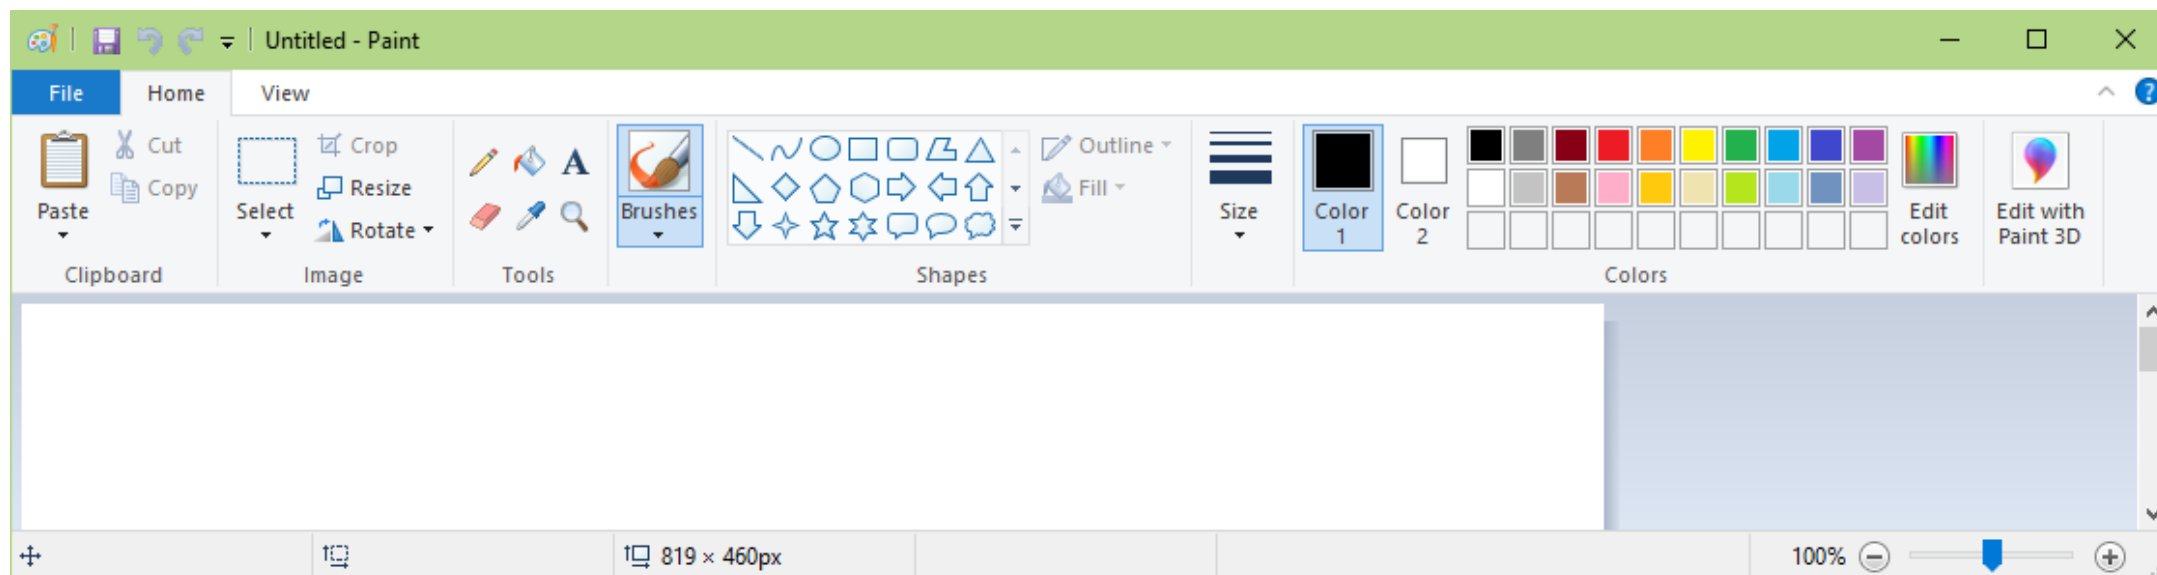 Untitled - Paint
File Home View
Paste
Cut
Copy
Clipboard
Select
Crop
Resize
Rotate
Image
A
Tools
Brushes
Outline
Fill
Shapes
Size
Color
1
Color
2
Edit
colors
Colors
Edit with
Paint 3D
?
819 × 460px
100%